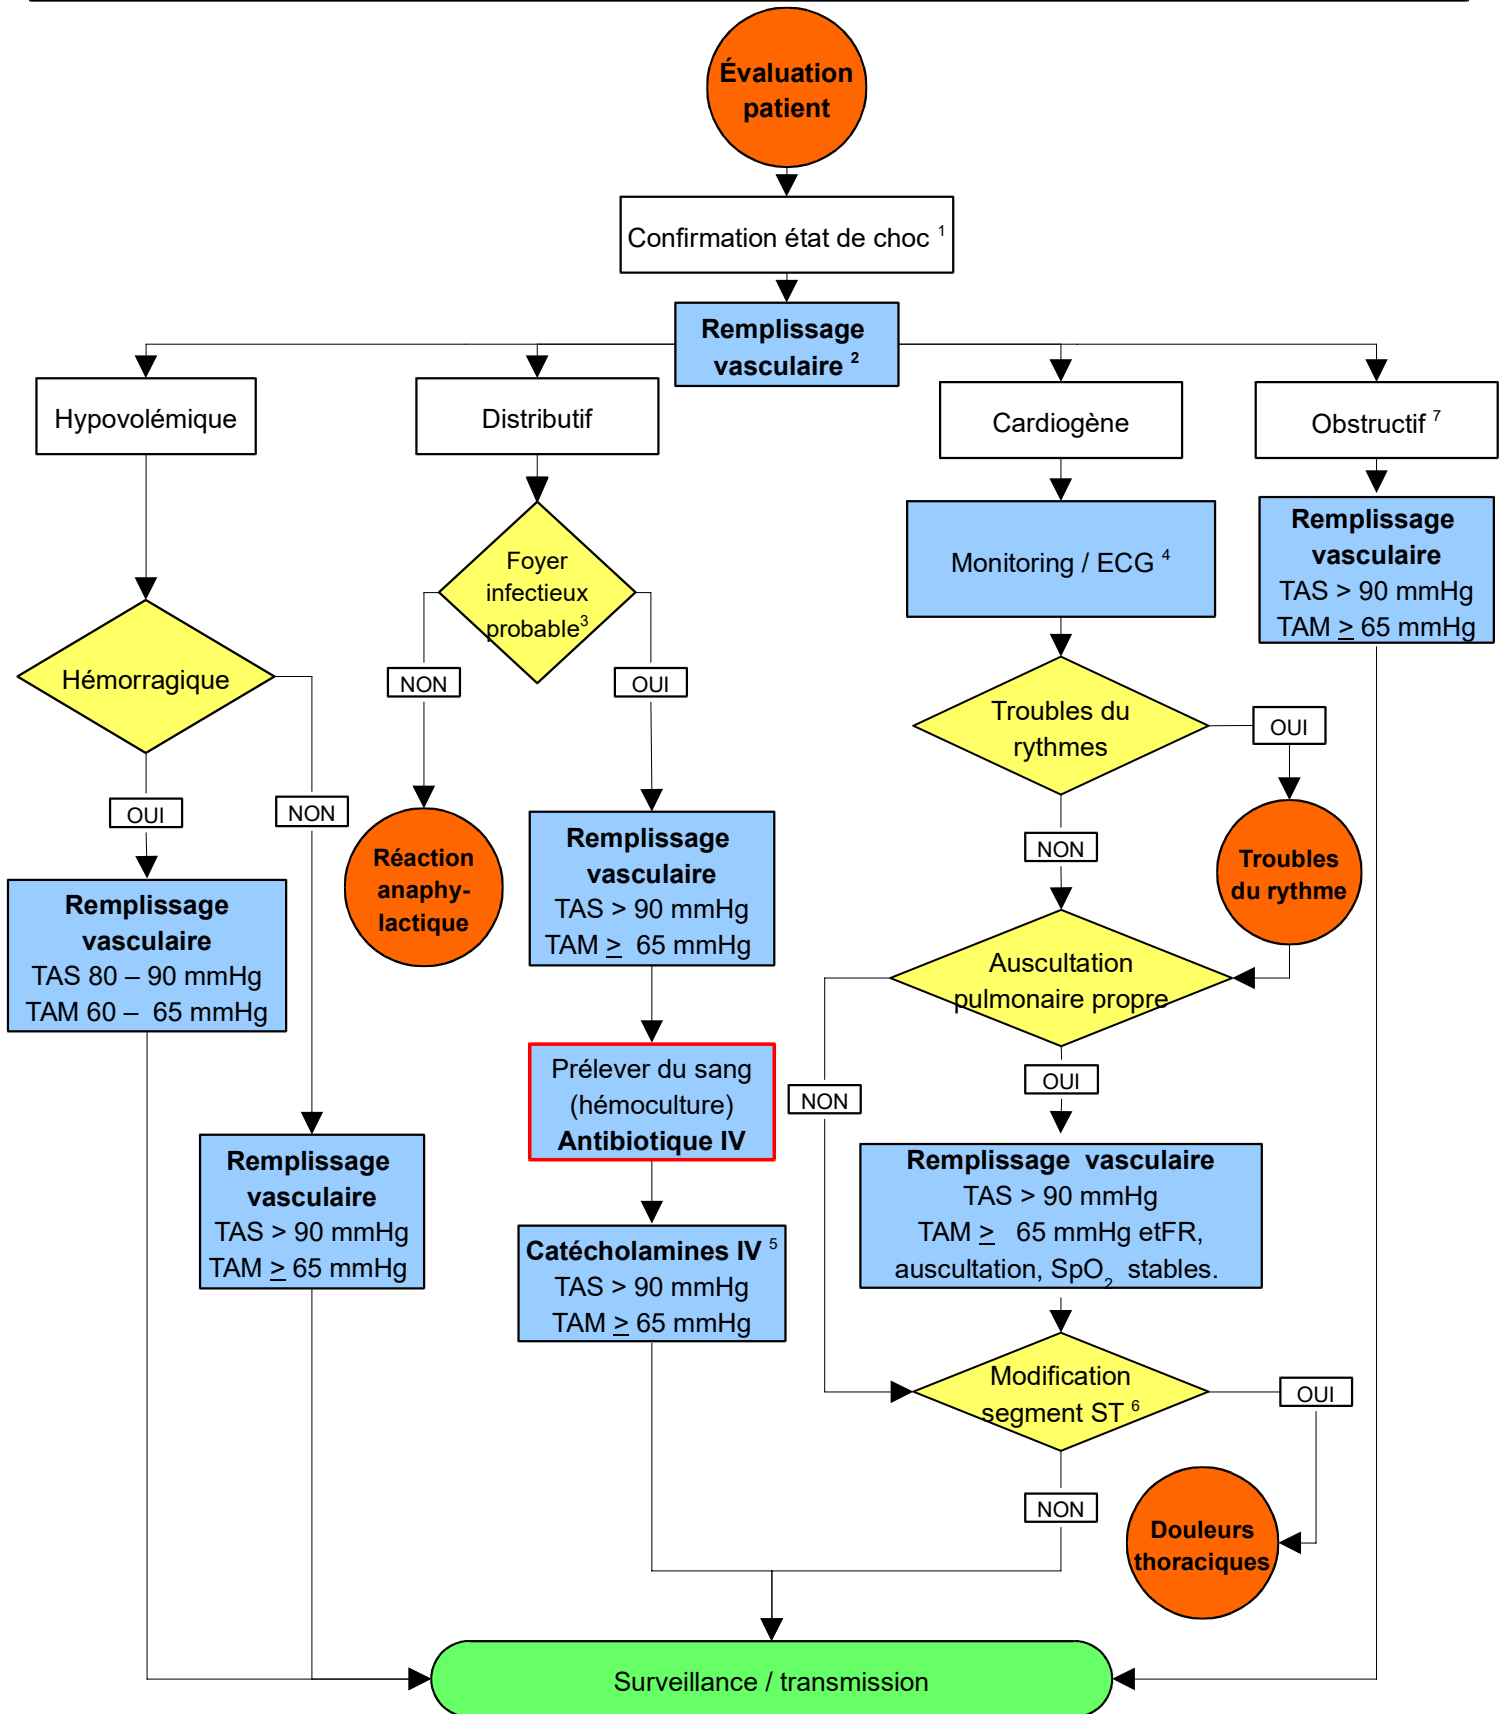 Évaluation
patient
Confirmation état de choc 1
Remplissage
vasculaire 2
Hypovolémique
Distributif
Cardiogène
Obstructif 7
Hémorragique
OUI
NON
Remplissage
vasculaire
TAS 80 – 90 mmHg
TAM 60 – 65 mmHg
Remplissage
vasculaire
TAS > 90 mmHg
TAM ≥ 65 mmHg
Foyer
infectieux
probable3
NON
OUI
Réaction
anaphy-
lactique
Remplissage
vasculaire
TAS > 90 mmHg
TAM ≥ 65 mmHg
Prélever du sang
(hémoculture)
Antibiotique IV
Catécholamines IV 5
TAS > 90 mmHg
TAM ≥ 65 mmHg
Monitoring / ECG 4
Troubles du
rythmes
OUI
NON
Troubles
du rythme
Auscultation
pulmonaire propre
NON
OUI
Remplissage vasculaire
TAS > 90 mmHg
TAM ≥ 65 mmHg etFR,
auscultation, SpO2 stables.
Modification
segment ST 6
OUI
NON
Douleurs
thoraciques
Remplissage
vasculaire
TAS > 90 mmHg
TAM ≥ 65 mmHg
Surveillance / transmission